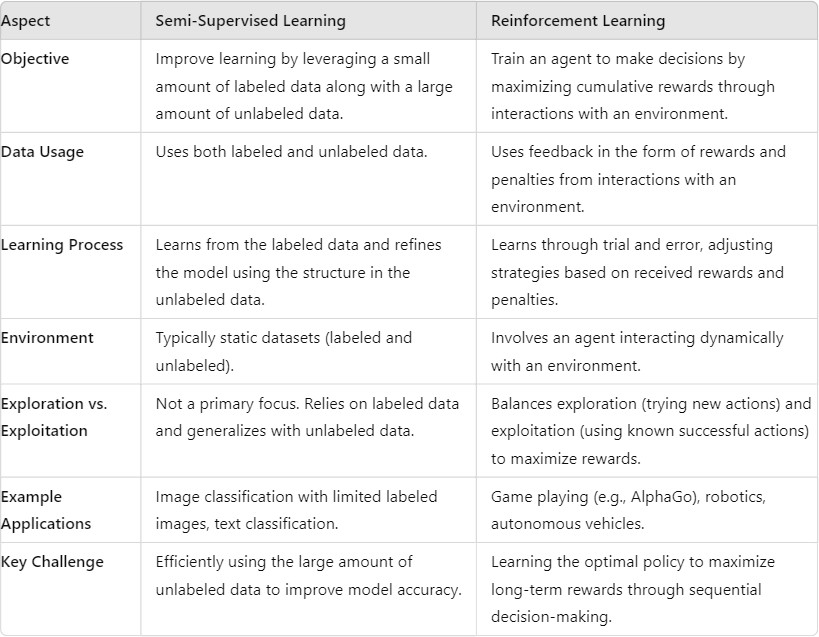 Aspect Semi-Supervised Learning Reinforcement Learning
Objective Improve learning by leveraging a small Train an agent to make decisions by
amount of labeled data along with a large maximizing cumulative rewards through
amount of unlabeled data. interactions with an environment.
Data Usage Uses both labeled and unlabeled data. Uses feedback in the form of rewards and
penalties from interactions with an
environment.
Learning Process Learns from the labeled data and refines Learns through trial and error, adjusting
the model using the structure in the strategies based on received rewards and
unlabeled data. penalties.
Environment Typically static datasets (labeled and Involves an agent interacting dynamically
unlabeled). with an environment.
Exploration vs. Not a primary focus. Relies on labeled data Balances exploration (trying new actions) and
Exploitation and generalizes with unlabeled data. exploitation (using known successful actions)
to maximize rewards.
Example Image classification with limited labeled Game playing (e.g., AlphaGo), robotics,
Applications images, text classification. autonomous vehicles.
Key Challenge Efficiently using the large amount of Learning the optimal policy to maximize
unlabeled data to improve model accuracy. long-term rewards through sequential
decision-making.